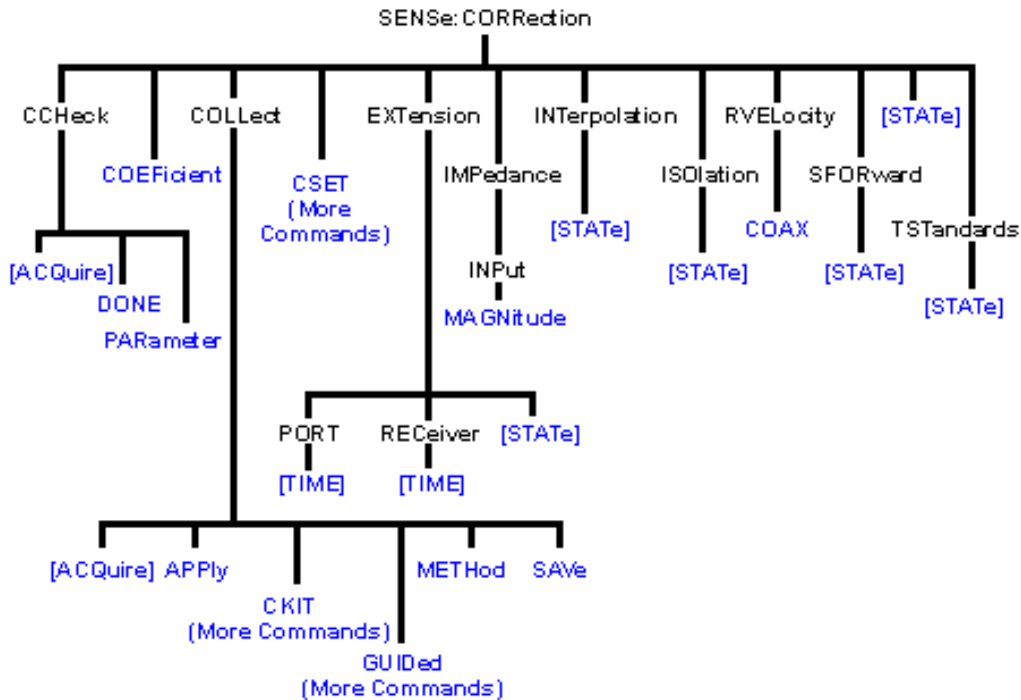 SENSe:CORRection
CCHeck
COLLect
EXTension
INTerpolation
RVELocity
[STATe]
COEFicient
CSET
(More
Commands)
IMPedance
ISOlation
SFORward
[STATe]
COAX
TSTandards
[ACQuire]
INPut
[STATe]
[STATe]
DONE
MAGNitude
[STATe]
PARameter
PORT
RECeiver
[STATe]
[TIME]
[TIME]
[ACQuire]
APPly
METHod
SAVe
CKIT
(More Commands)
GUIDed
(More Commands)